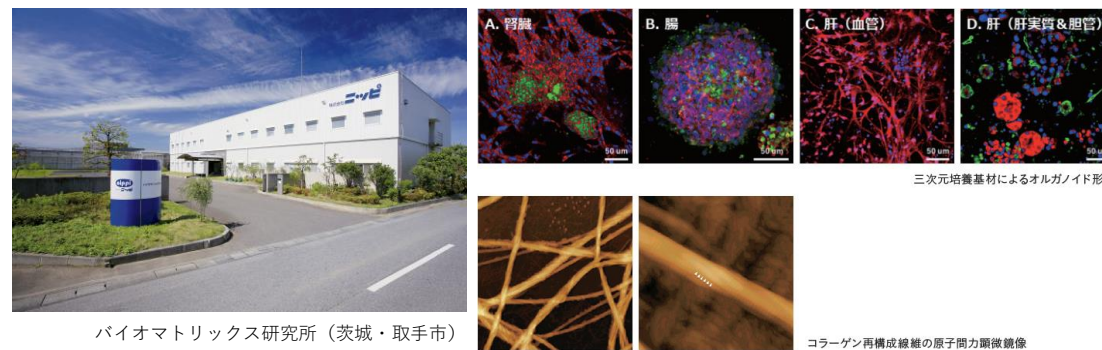 株式会社ニッピ
nippi
ニッピ
バイオマトリックス研究所（茨城・取手市）
A. 腎臓
50 um
B. 腸
50 um
C. 肝（血管）
50 um
D. 肝（肝実質＆胆管）
50 u
三次元培養基材によるオルガノイド形
コラーゲン再構成線維の原子間力顕微鏡像